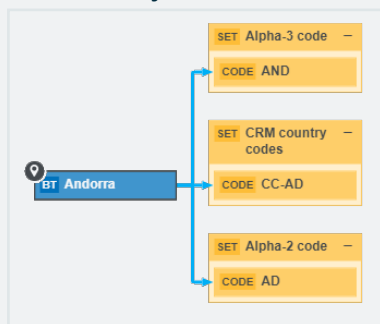 SET Alpha-3 code –
CODE AND
SET CRM country
codes –
BT Andorra
CODE CC-AD
SET Alpha-2 code –
CODE AD